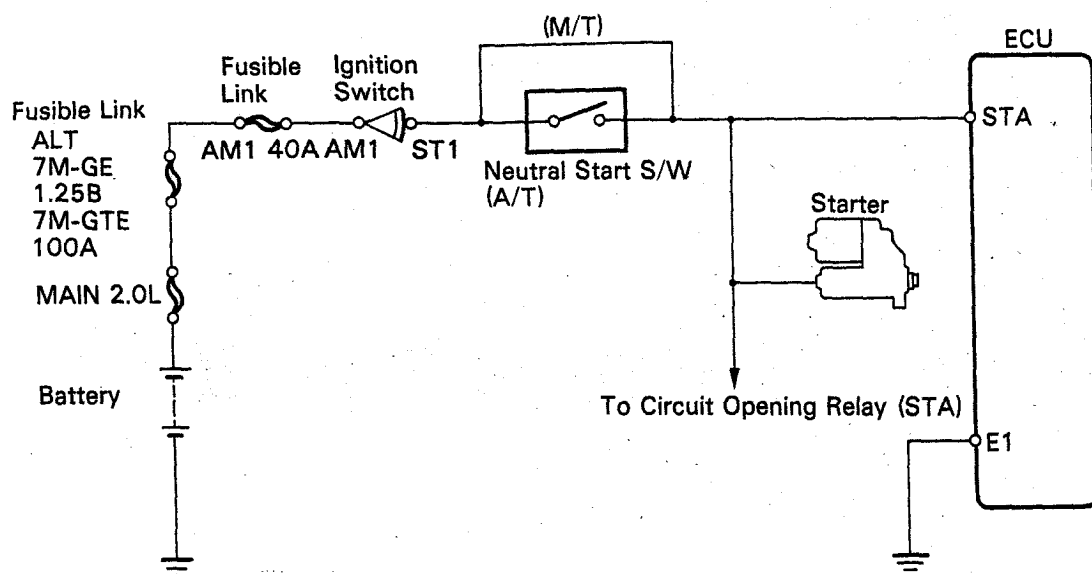 (M/T)
ECU
Fusible
Link
Ignition
Switch
Fusible Link
ALT
7M-GE
1.25B
7M-GTE
100A
AM1 40A AM1
ST1
STA
Neutral Start S/W
(A/T)
Starter
MAIN 2.0L
Battery
To Circuit Opening Relay (STA)
E1